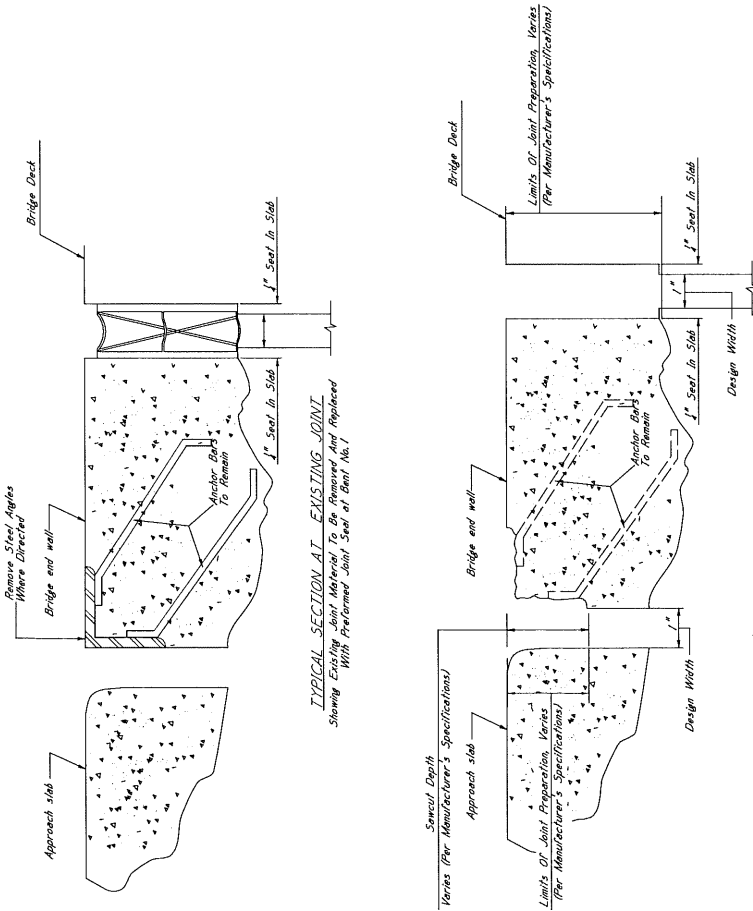 Remove Steel Angles
Where Directed
Bridge end wall
Approach slab
Bridge Deck
Anchor Bars
To Remain
1" Seat In Slab
1" Seat In Slab
TYPICAL SECTION AT EXISTING JOINT
Showing Existing Joint Material To Be Removed And Replaced
With Preformed Joint Seal at Bent No.1
Sawcut Depth
Varies (Per Manufacturer's Specifications)
Approach slab
Limits Of Joint Preparation, Varies
(Per Manufacturer's Specifications)
Bridge end wall
Anchor Bars
To Remain
Bridge Deck
Limits Of Joint Preparation, Varies
(Per Manufacturer's Speicifications)
1" Seat In Slab
1" Seat In Slab
1"
Design Width
1"
Design Width